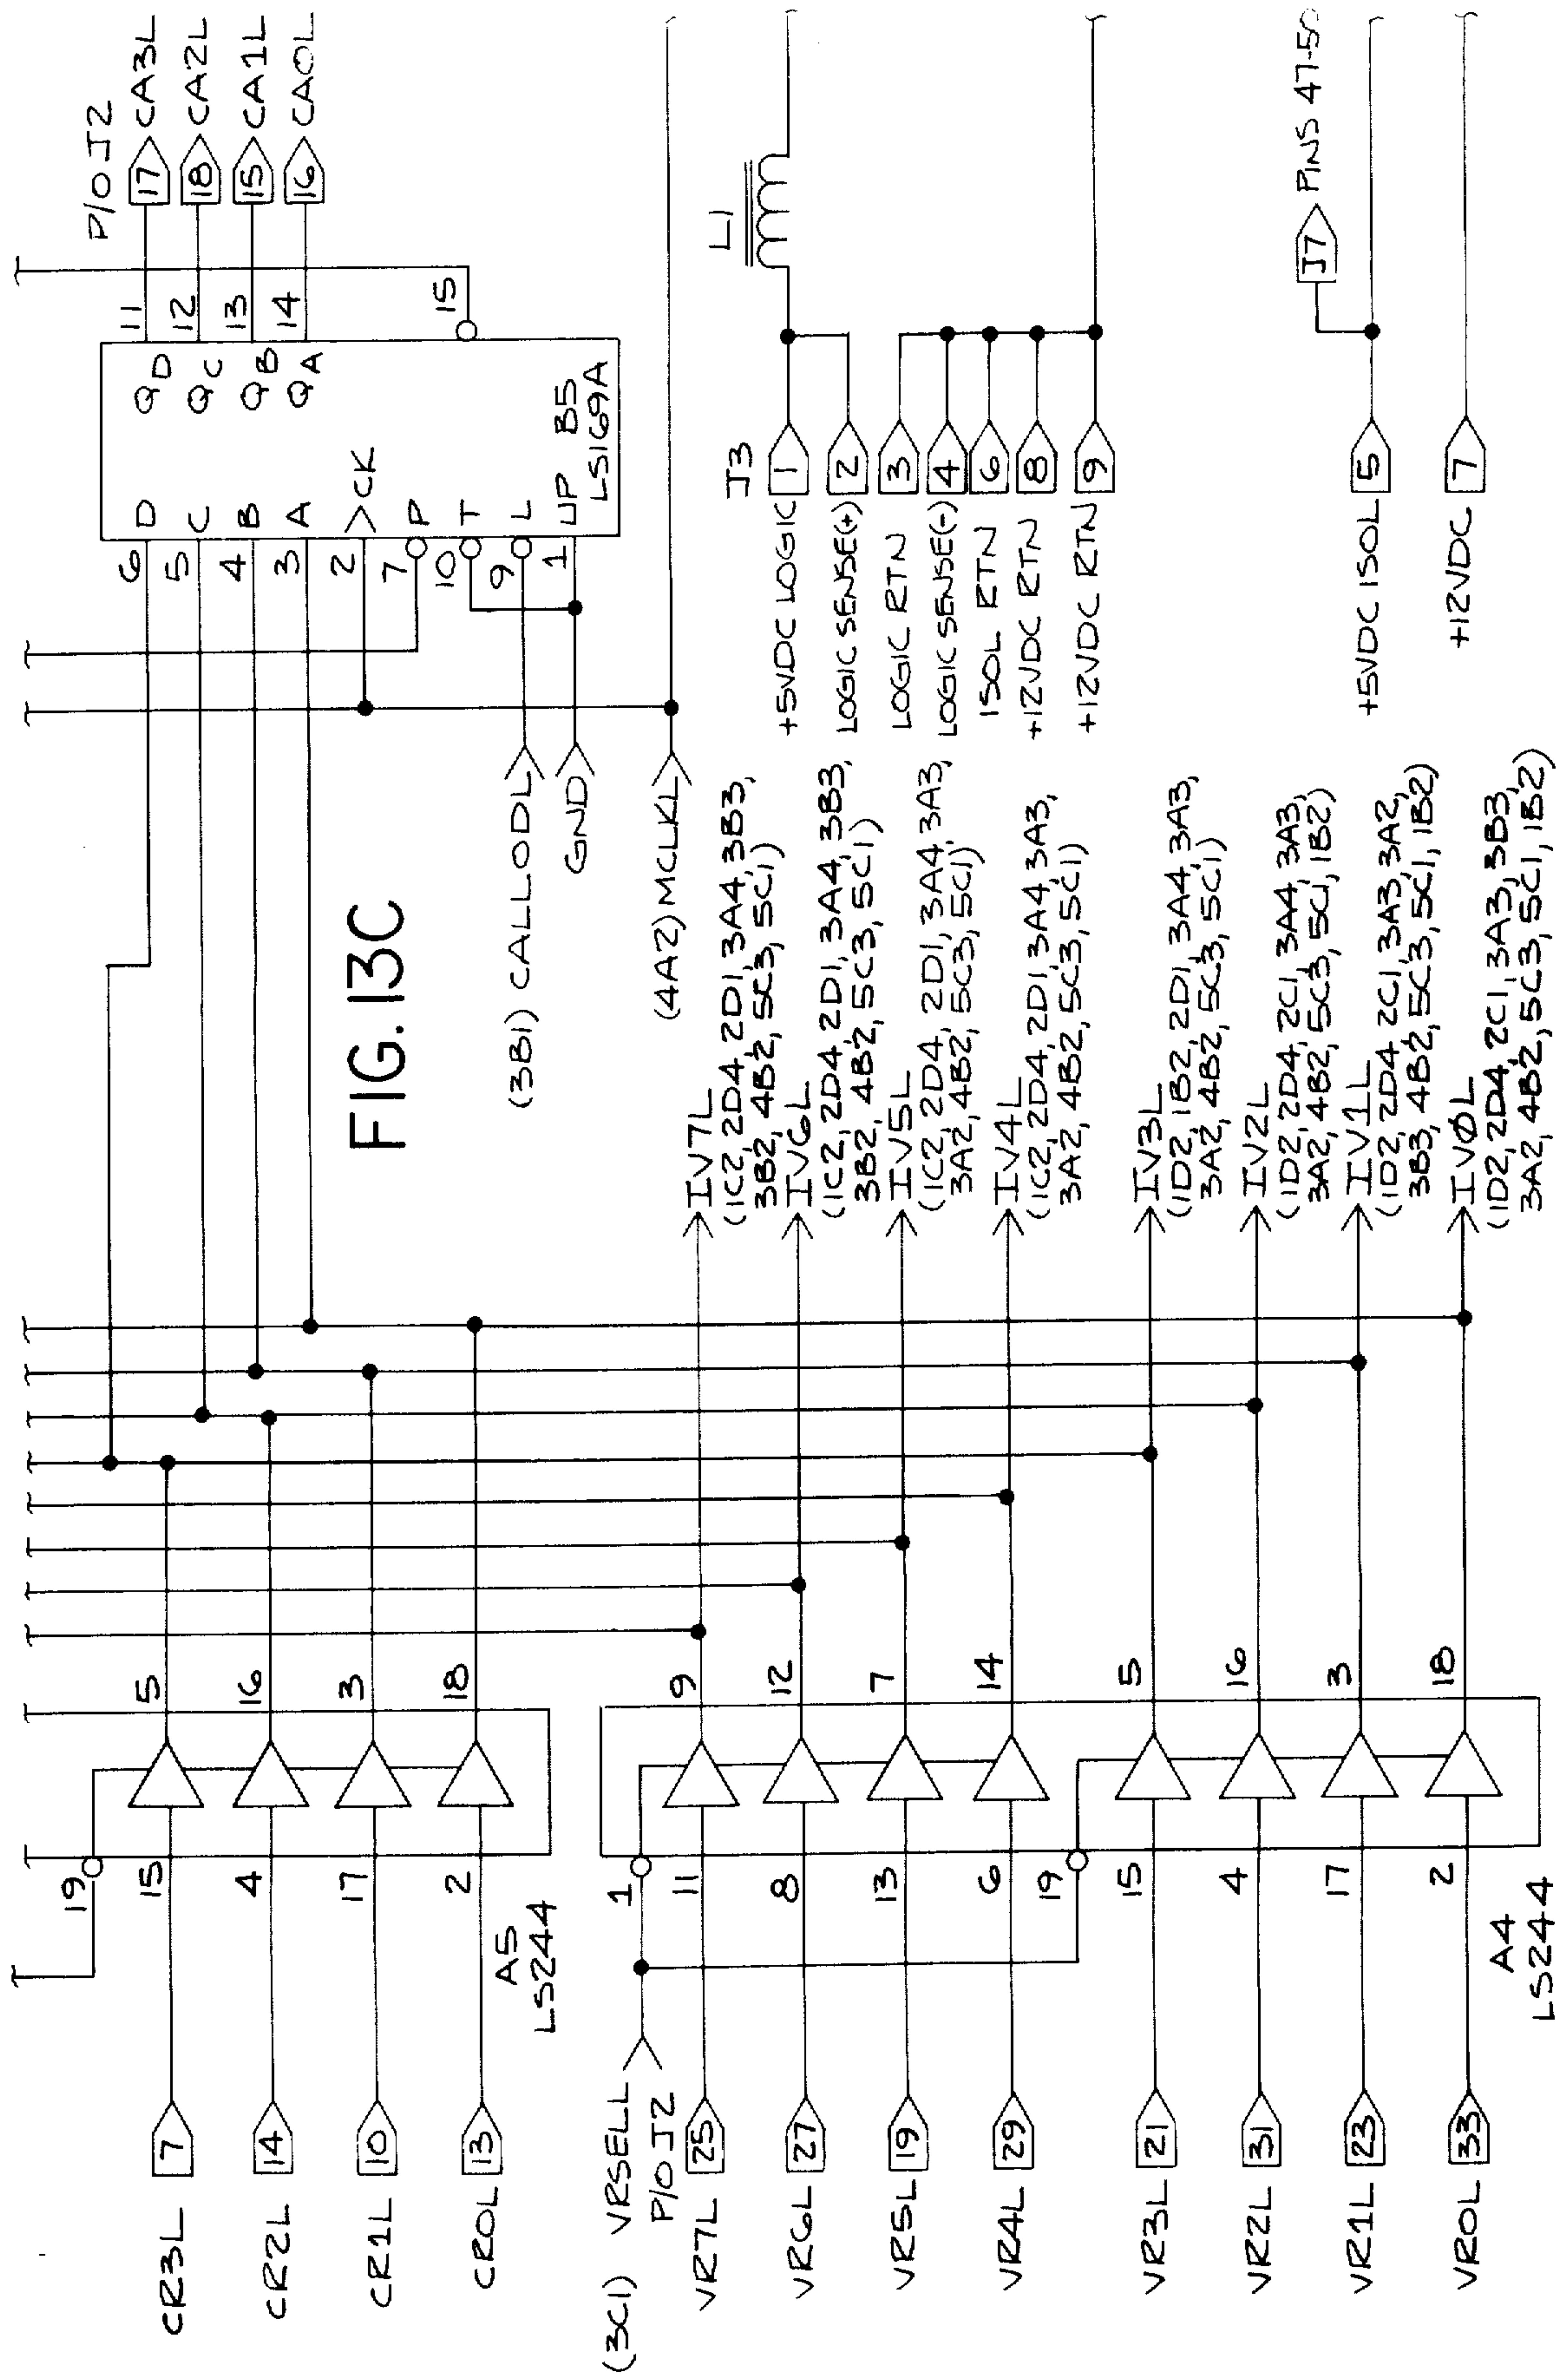 P/O J2
17 CA3L
18 CA2L
15 CA1L
16 CA0L
11
12
13
14
15
QD
QC
QB
QA
B5
LS169A
D
C
B
A
>CK
P
T
L
UP
6
5
4
3
2
7
10
9
1
(3B1) CALLODL
GND
(4A2) MCLKL
FIG. 13C
L1
J3
+5VDC LOGIC 1
LOGIC SENSE(+) 2
LOGIC RTN 3
LOGIC SENSE(-) 4
ISOL RTN 6
+12VDC RTN 8
+12VDC RTN 9
J7 PINS 47-50
+5VDC ISOL 5
+12VDC 7
CR3L 7
CR2L 14
CR1L 10
CR0L 13
19
15
4
17
2
5
16
3
18
A5
LS244
(3C1) VRSELL
P/O J2
VR7L 25
VR6L 27
VR5L 19
VR4L 29
VR3L 21
VR2L 31
VR1L 23
VR0L 33
1
11
8
13
6
19
15
4
17
2
9
12
7
14
5
16
3
18
A4
LS244
IV7L
(1C2, 2D4, 2D1, 3A4, 3B3,
3B2, 4B2, 5C3, 5C1)
IV6L
(1C2, 2D4, 2D1, 3A4, 3B3,
3B2, 4B2, 5C3, 5C1)
IV5L
(1C2, 2D4, 2D1, 3A4, 3A3,
3A2, 4B2, 5C3, 5C1)
IV4L
(1C2, 2D4, 2D1, 3A4, 3A3,
3A2, 4B2, 5C3, 5C1)
IV3L
(1D2, 1B2, 2D1, 3A4, 3A3,
3A2, 4B2, 5C3, 5C1)
IV2L
(1D2, 2D4, 2C1, 3A4, 3A3,
3A2, 4B2, 5C3, 5C1, 1B2)
IV1L
(1D2, 2D4, 2C1, 3A3, 3A2,
3B3, 4B2, 5C3, 5C1, 1B2)
IVØL
(1D2, 2D4, 2C1, 3A3, 3B3,
3A2, 4B2, 5C3, 5C1, 1B2)